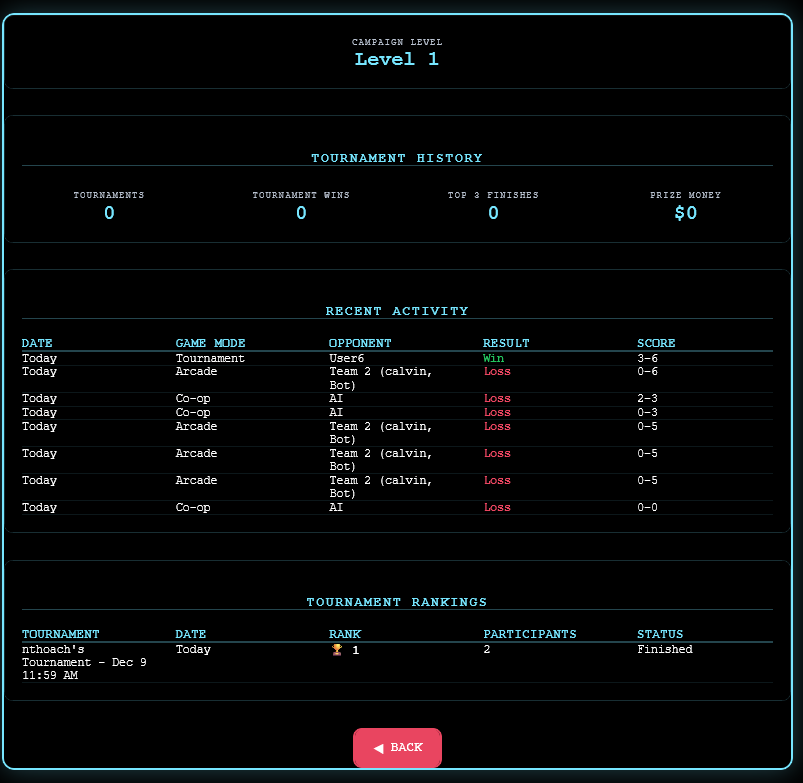 CAMPAIGN LEVEL
Level 1
TOURNAMENT HISTORY
TOURNAMENTS TOURNAMENT WINS TOP 3 FINISHES PRIZE MONEY
0 0 0 $0
RECENT ACTIVITY
DATE GAME MODE OPPONENT RESULT SCORE
Today Tournament User6 Win 3-6
Today Arcade Team 2 (calvin, Loss 0-6
Bot)
Today Co-op AI Loss 2-3
Today Co-op AI Loss 0-3
Today Arcade Team 2 (calvin, Loss 0-5
Bot)
Today Arcade Team 2 (calvin, Loss 0-5
Bot)
Today Arcade Team 2 (calvin, Loss 0-5
Bot)
Today Co-op AI Loss 0-0
TOURNAMENT RANKINGS
TOURNAMENT DATE RANK PARTICIPANTS STATUS
nthoach's Today 🏆 1 2 Finished
Tournament - Dec 9
11:59 AM
◀ BACK